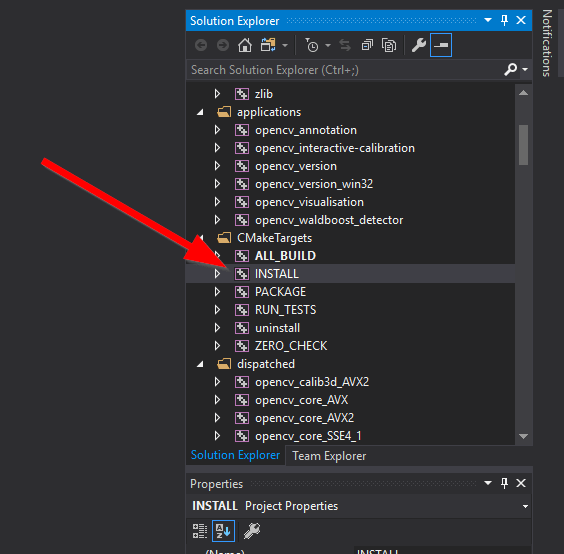 Solution Explorer
Notifications
Search Solution Explorer (Ctrl+;)
zlib
applications
opencv_annotation
opencv_interactive-calibration
opencv_version
opencv_version_win32
opencv_visualisation
opencv_waldboost_detector
CMakeTargets
ALL_BUILD
INSTALL
PACKAGE
RUN_TESTS
uninstall
ZERO_CHECK
dispatched
opencv_calib3d_AVX2
opencv_core_AVX
opencv_core_AVX2
opencv_core_SSE4_1
Solution Explorer Team Explorer
Properties
INSTALL Project Properties
(Name) INSTALL